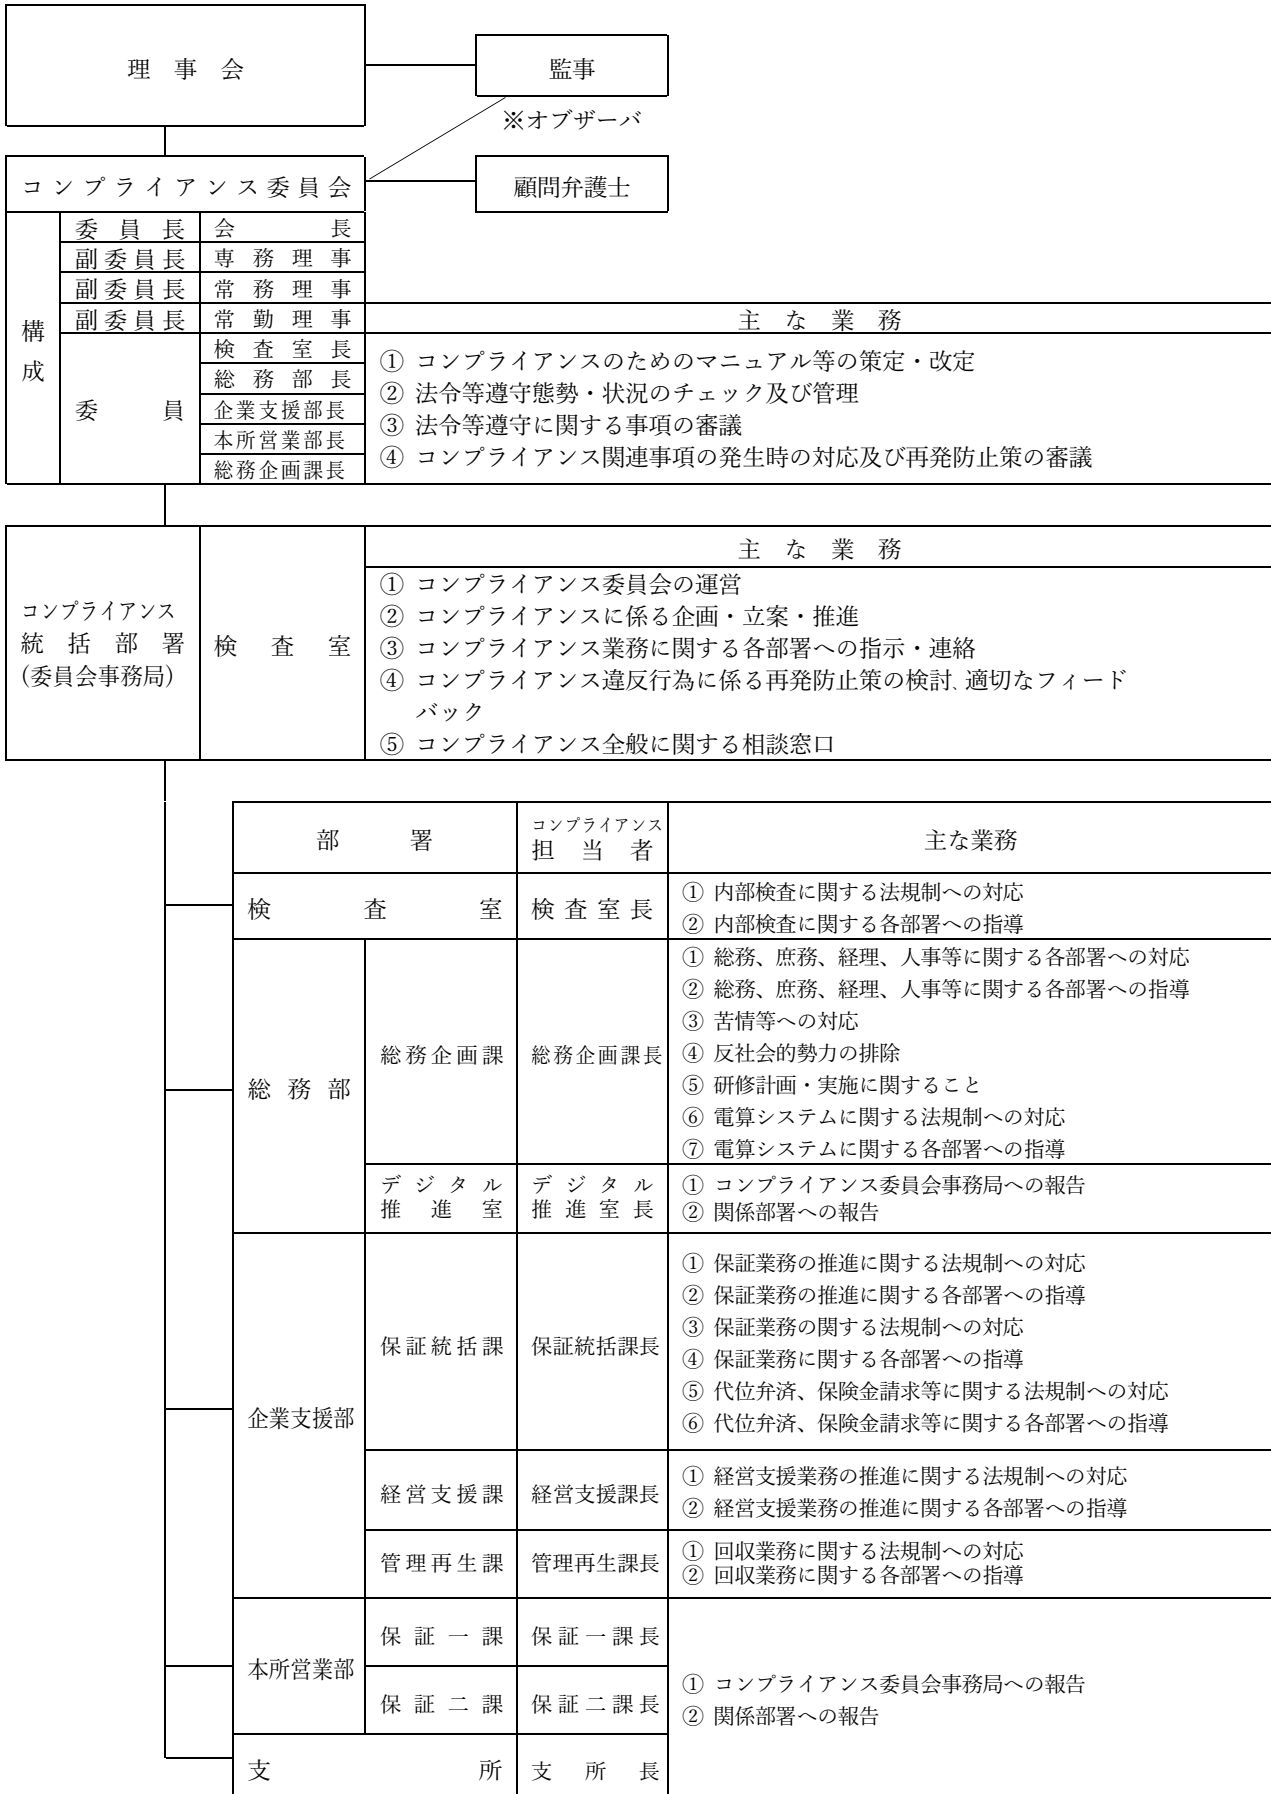 理事会
監事
※オブザーバ
コンプライアンス委員会
顧問弁護士
構成
委員長 会長
副委員長 専務理事
副委員長 常務理事
副委員長 常勤理事
委員
検査室長
総務部長
企業支援部長
本所営業部長
総務企画課長
主な業務
① コンプライアンスのためのマニュアル等の策定・改定
② 法令等遵守態勢・状況のチェック及び管理
③ 法令等遵守に関する事項の審議
④ コンプライアンス関連事項の発生時の対応及び再発防止策の審議
コンプライアンス
統括部署
(委員会事務局)
検査室
主な業務
① コンプライアンス委員会の運営
② コンプライアンスに係る企画・立案・推進
③ コンプライアンス業務に関する各部署への指示・連絡
④ コンプライアンス違反行為に係る再発防止策の検討、適切なフィード
バック
⑤ コンプライアンス全般に関する相談窓口
部署
コンプライアンス
担当者
主な業務
検査室
検査室長
① 内部検査に関する法規制への対応
② 内部検査に関する各部署への指導
総務部
総務企画課
総務企画課長
① 総務、庶務、経理、人事等に関する各部署への対応
② 総務、庶務、経理、人事等に関する各部署への指導
③ 苦情等への対応
④ 反社会的勢力の排除
⑤ 研修計画・実施に関すること
⑥ 電算システムに関する法規制への対応
⑦ 電算システムに関する各部署への指導
デジタル
推進室
デジタル
推進室長
① コンプライアンス委員会事務局への報告
② 関係部署への報告
企業支援部
保証統括課
保証統括課長
① 保証業務の推進に関する法規制への対応
② 保証業務の推進に関する各部署への指導
③ 保証業務の関する法規制への対応
④ 保証業務に関する各部署への指導
⑤ 代位弁済、保険金請求等に関する法規制への対応
⑥ 代位弁済、保険金請求等に関する各部署への指導
経営支援課
経営支援課長
① 経営支援業務の推進に関する法規制への対応
② 経営支援業務の推進に関する各部署への指導
管理再生課
管理再生課長
① 回収業務に関する法規制への対応
② 回収業務に関する各部署への指導
本所営業部
保証一課
保証一課長
保証二課
保証二課長
① コンプライアンス委員会事務局への報告
② 関係部署への報告
支所
支所長